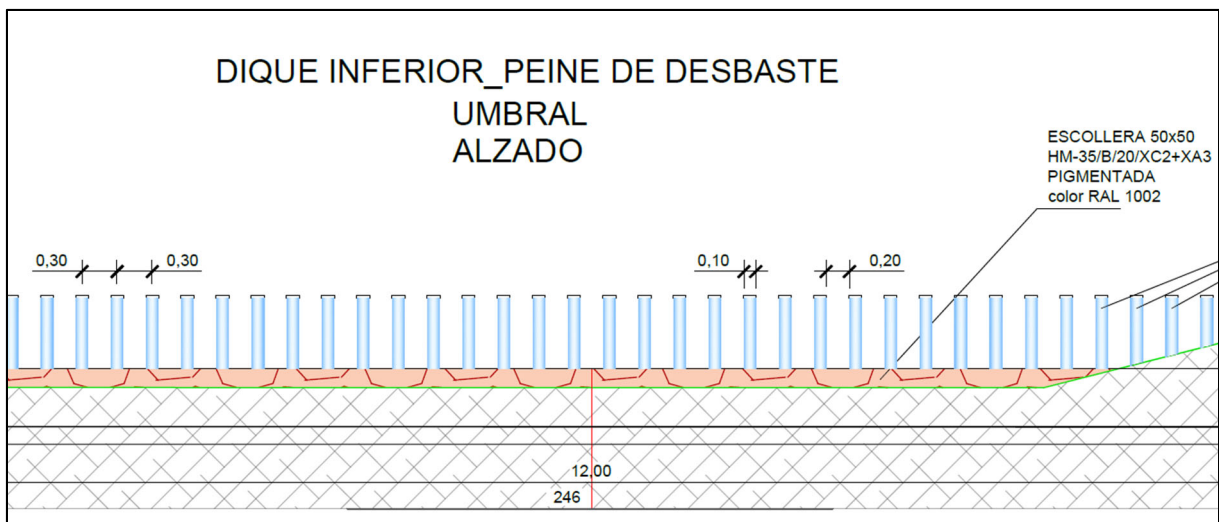 DIQUE INFERIOR_PEINE DE DESBASTE
UMBRAL
ALZADO
ESCOLLERA 50x50
HM-35/B/20/XC2+XA3
PIGMENTADA
color RAL 1002
0,30 0,30 0,10 0,20
12,00
246